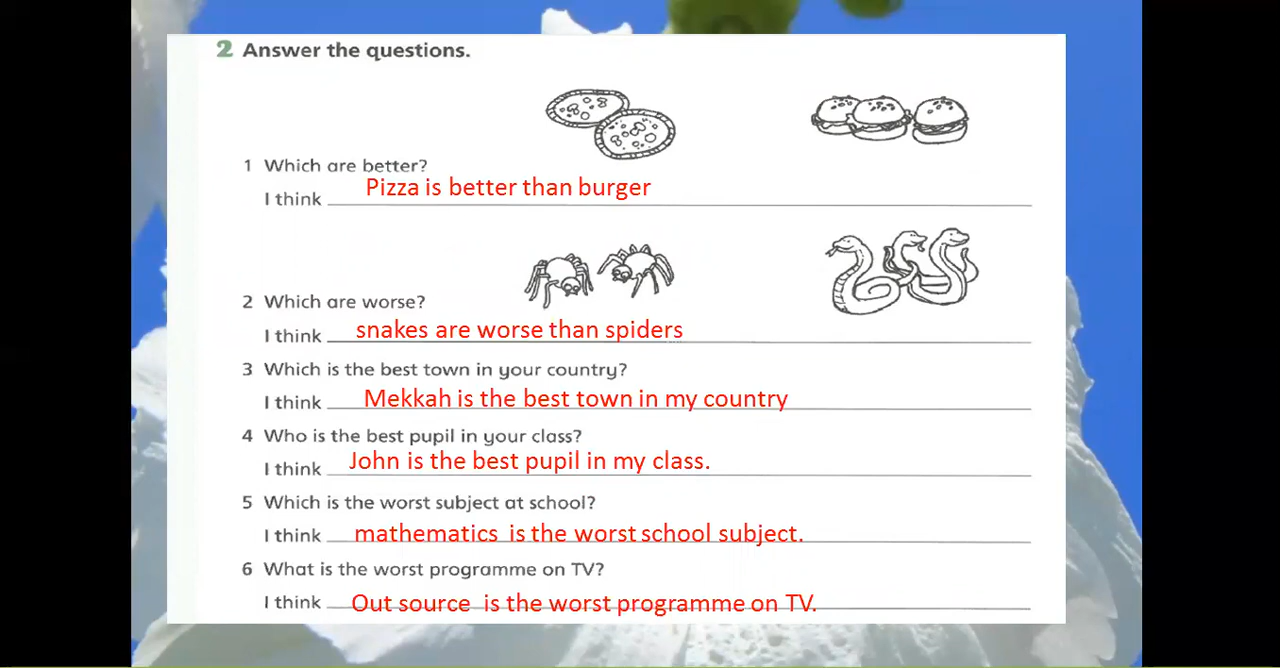 2 Answer the questions.
1 Which are better?
I think Pizza is better than burger
2 Which are worse?
I think snakes are worse than spiders
3 Which is the best town in your country?
I think Mekkah is the best town in my country
4 Who is the best pupil in your class?
I think John is the best pupil in my class.
5 Which is the worst subject at school?
I think mathematics is the worst school subject.
6 What is the worst programme on TV?
I think Out source is the worst programme on TV.